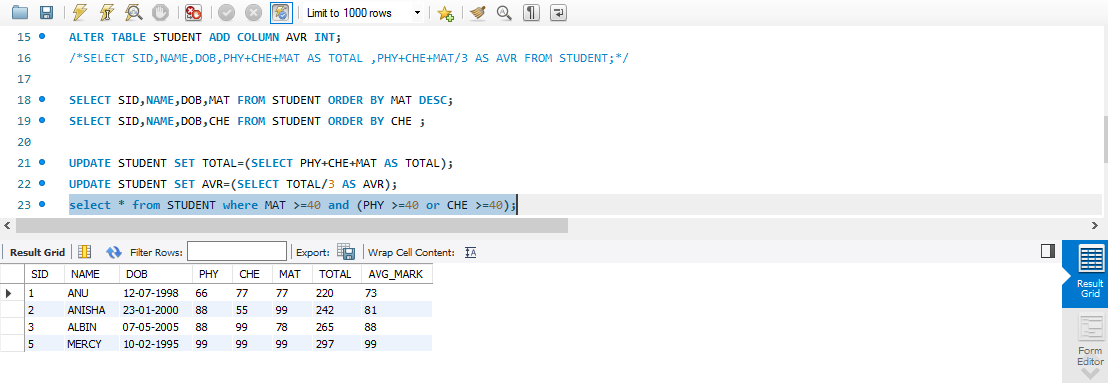 Limit to 1000 rows
15 ALTER TABLE STUDENT ADD COLUMN AVR INT;
16 /*SELECT SID,NAME,DOB,PHY+CHE+MAT AS TOTAL ,PHY+CHE+MAT/3 AS AVR FROM STUDENT;*/
17
18 SELECT SID,NAME,DOB,MAT FROM STUDENT ORDER BY MAT DESC;
19 SELECT SID,NAME,DOB,CHE FROM STUDENT ORDER BY CHE ;
20
21 UPDATE STUDENT SET TOTAL=(SELECT PHY+CHE+MAT AS TOTAL);
22 UPDATE STUDENT SET AVR=(SELECT TOTAL/3 AS AVR);
23 select * from STUDENT where MAT >=40 and (PHY >=40 or CHE >=40);
Result Grid Filter Rows: Export: Wrap Cell Content:
SID NAME DOB PHY CHE MAT TOTAL AVG_MARK
1 ANU 12-07-1998 66 77 77 220 73
2 ANISHA 23-01-2000 88 55 99 242 81
3 ALBIN 07-05-2005 88 99 78 265 88
5 MERCY 10-02-1995 99 99 99 297 99
Result
Grid
Form
Editor